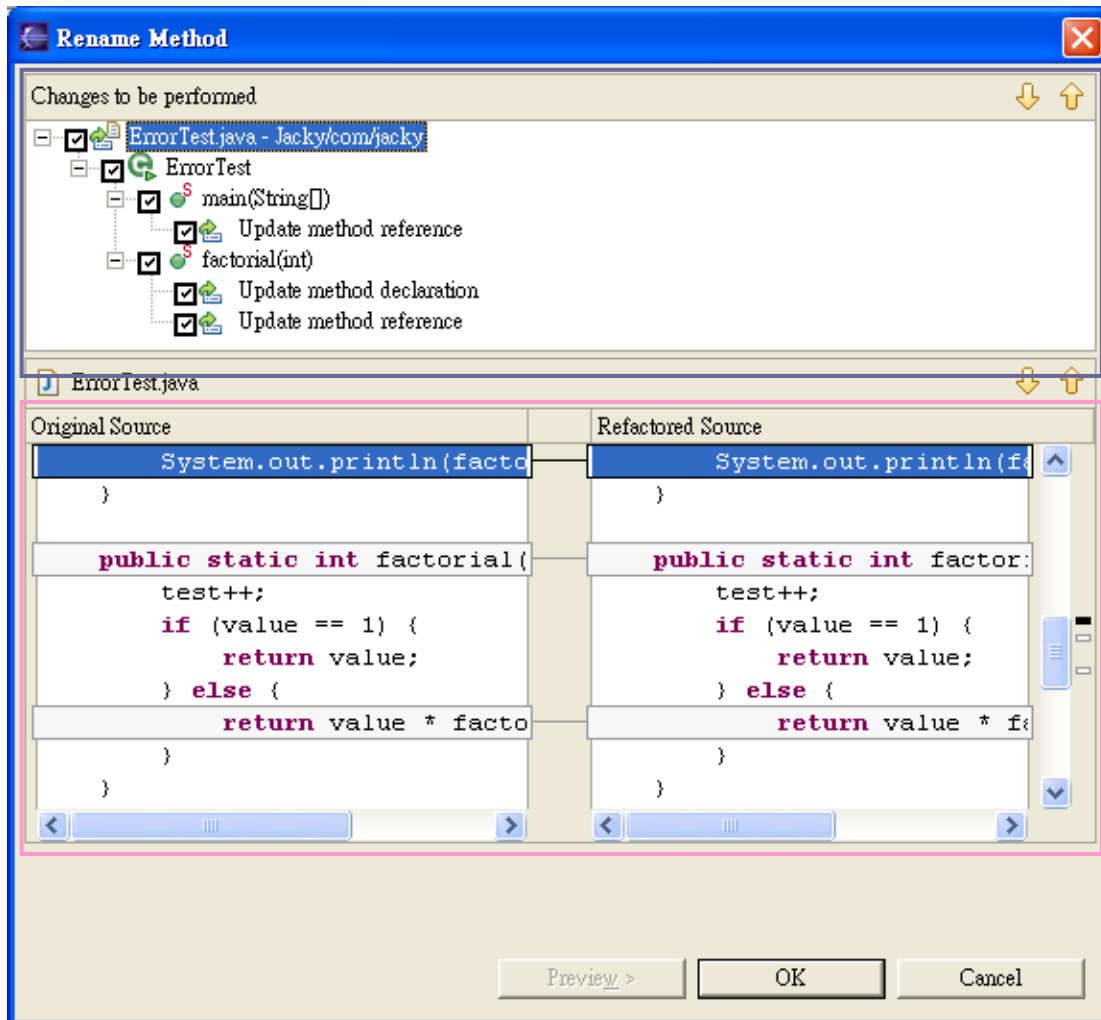 Rename Method
Changes to be performed
ErrorTest.java - Jacky/com/jacky
ErrorTest
main(String[])
Update method reference
factorial(int)
Update method declaration
Update method reference
ErrorTest.java
Original Source
Refactored Source
System.out.println(facto
}
public static int factorial(
test++;
if (value == 1) {
return value;
} else {
return value * facto
}
}
System.out.println(fa
}
public static int factori
test++;
if (value == 1) {
return value;
} else {
return value * fa
}
}
Preview >
OK
Cancel